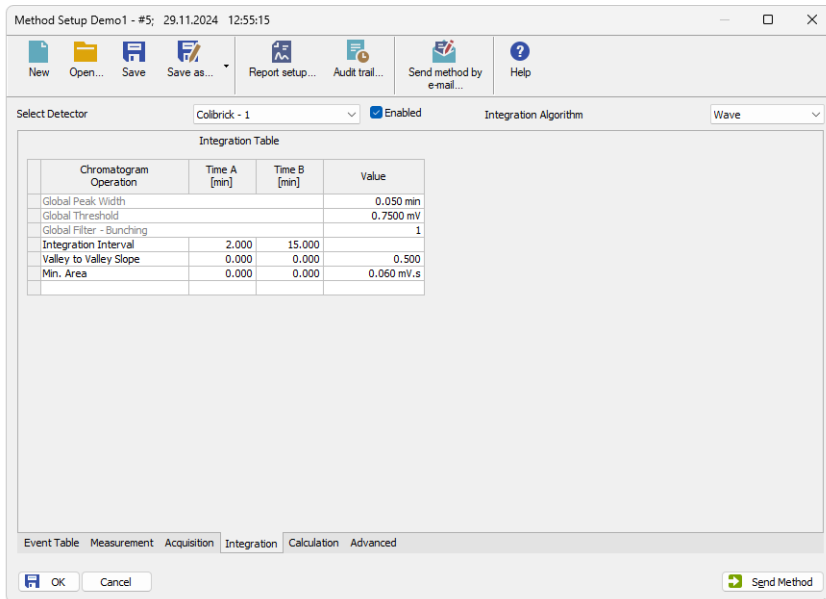 Method Setup Demo1 - #5;   29.11.2024   12:55:15
New Open... Save Save as... Report setup... Audit trail... Send method by e-mail... Help
Select Detector Colibrick - 1 Enabled Integration Algorithm Wave
Integration Table
Chromatogram Operation Time A [min] Time B [min] Value
Global Peak Width 0.050 min
Global Threshold 0.7500 mV
Global Filter - Bunching 1
Integration Interval 2.000 15.000
Valley to Valley Slope 0.000 0.000 0.500
Min. Area 0.000 0.000 0.060 mV.s
Event Table Measurement Acquisition Integration Calculation Advanced
OK Cancel Send Method